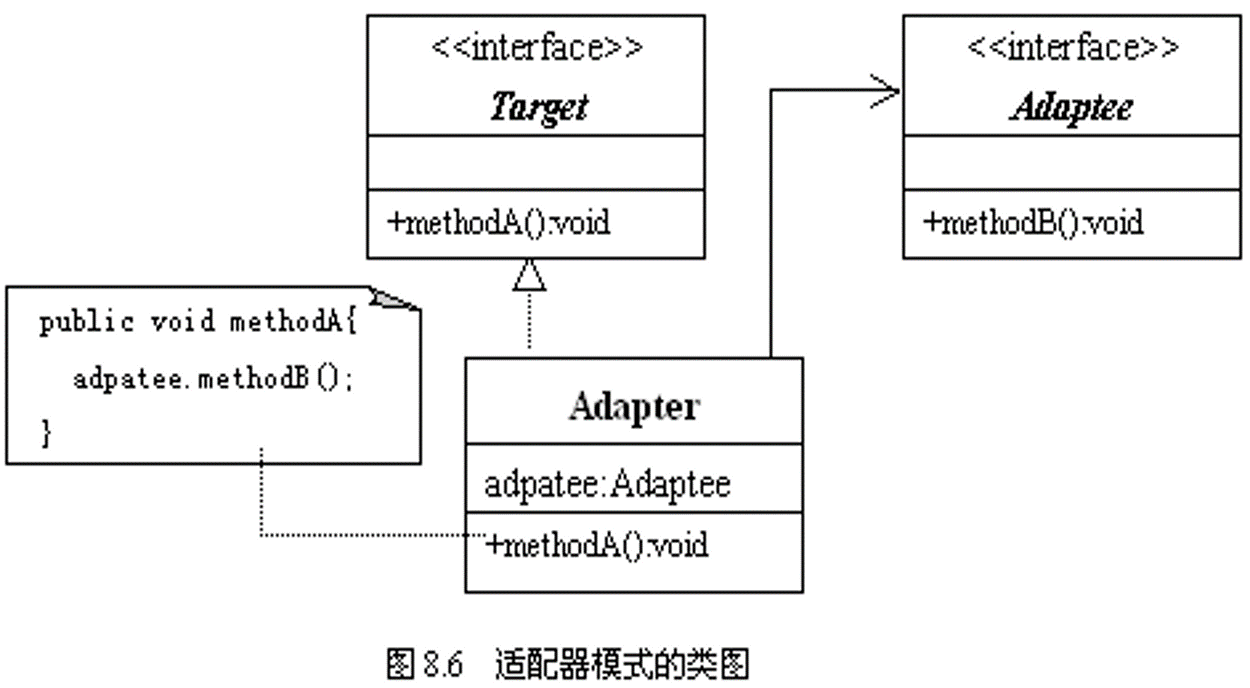 <<interface>>
Target
+methodA():void
<<interface>>
Adaptee
+methodB():void
public void methodA{
adpatee.methodB();
}
Adapter
adpatee:Adaptee
+methodA():void
图 8.6 适配器模式的类图